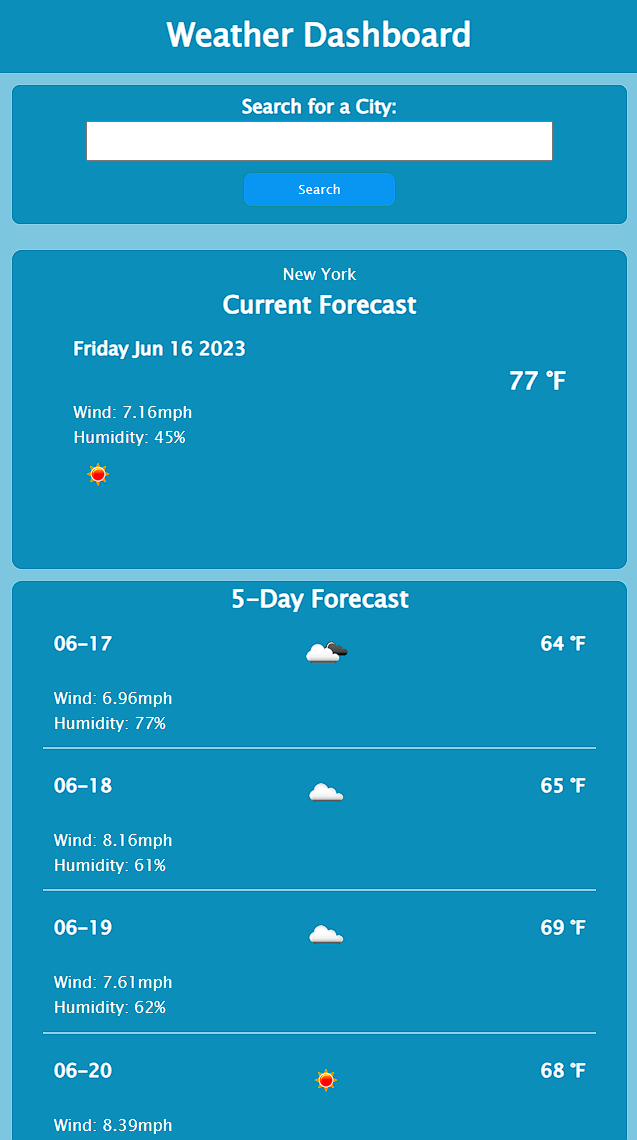 Weather Dashboard
Search for a City:
Search
New York
Current Forecast
Friday Jun 16 2023
77 °F
Wind: 7.16mph
Humidity: 45%
5-Day Forecast
06-17 64 °F
Wind: 6.96mph
Humidity: 77%
06-18 65 °F
Wind: 8.16mph
Humidity: 61%
06-19 69 °F
Wind: 7.61mph
Humidity: 62%
06-20 68 °F
Wind: 8.39mph